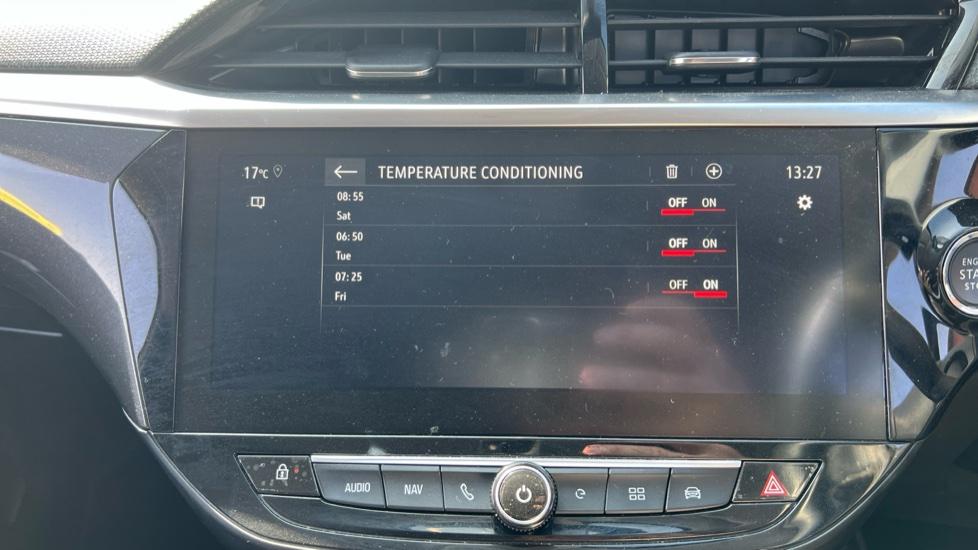 17°C TEMPERATURE CONDITIONING 13:27
08:55 OFF ON
Sat
06:50 OFF ON
Tue
07:25 OFF ON
Fri
AUDIO NAV